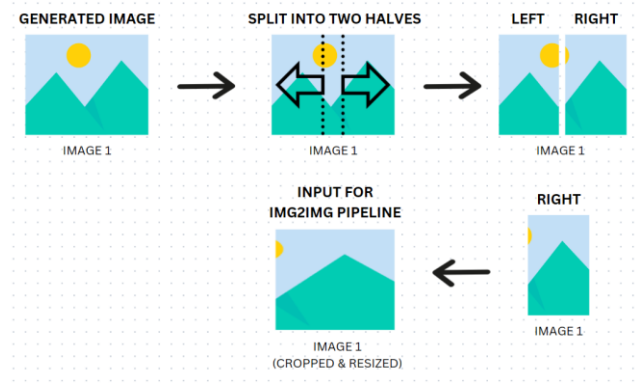 GENERATED IMAGE
SPLIT INTO TWO HALVES
LEFT RIGHT
IMAGE 1
IMAGE 1
IMAGE 1
INPUT FOR
IMG2IMG PIPELINE
RIGHT
IMAGE 1
IMAGE 1
(CROPPED & RESIZED)